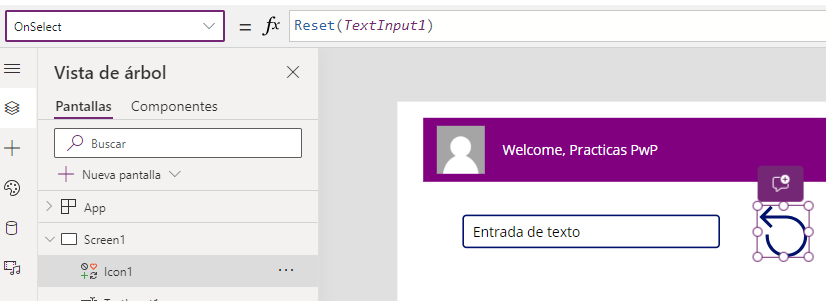 OnSelect
= fx Reset(TextInput1)
Vista de árbol
Pantallas Componentes
Buscar
Nueva pantalla
App
Screen1
Icon1
Welcome, Practicas PwP
Entrada de texto